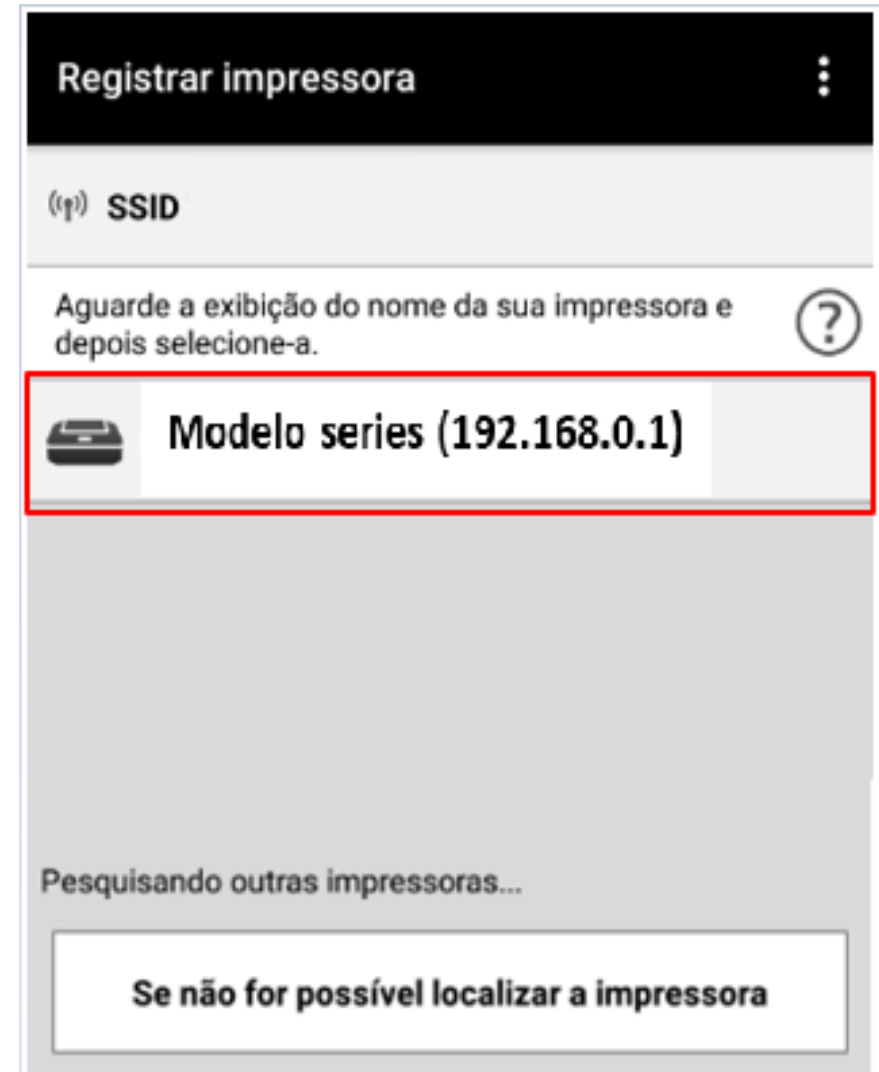 Registrar impressora
SSID
Aguarde a exibição do nome da sua impressora e
depois selecione-a.
?
Modelo series (192.168.0.1)
Pesquisando outras impressoras...
Se não for possível localizar a impressora